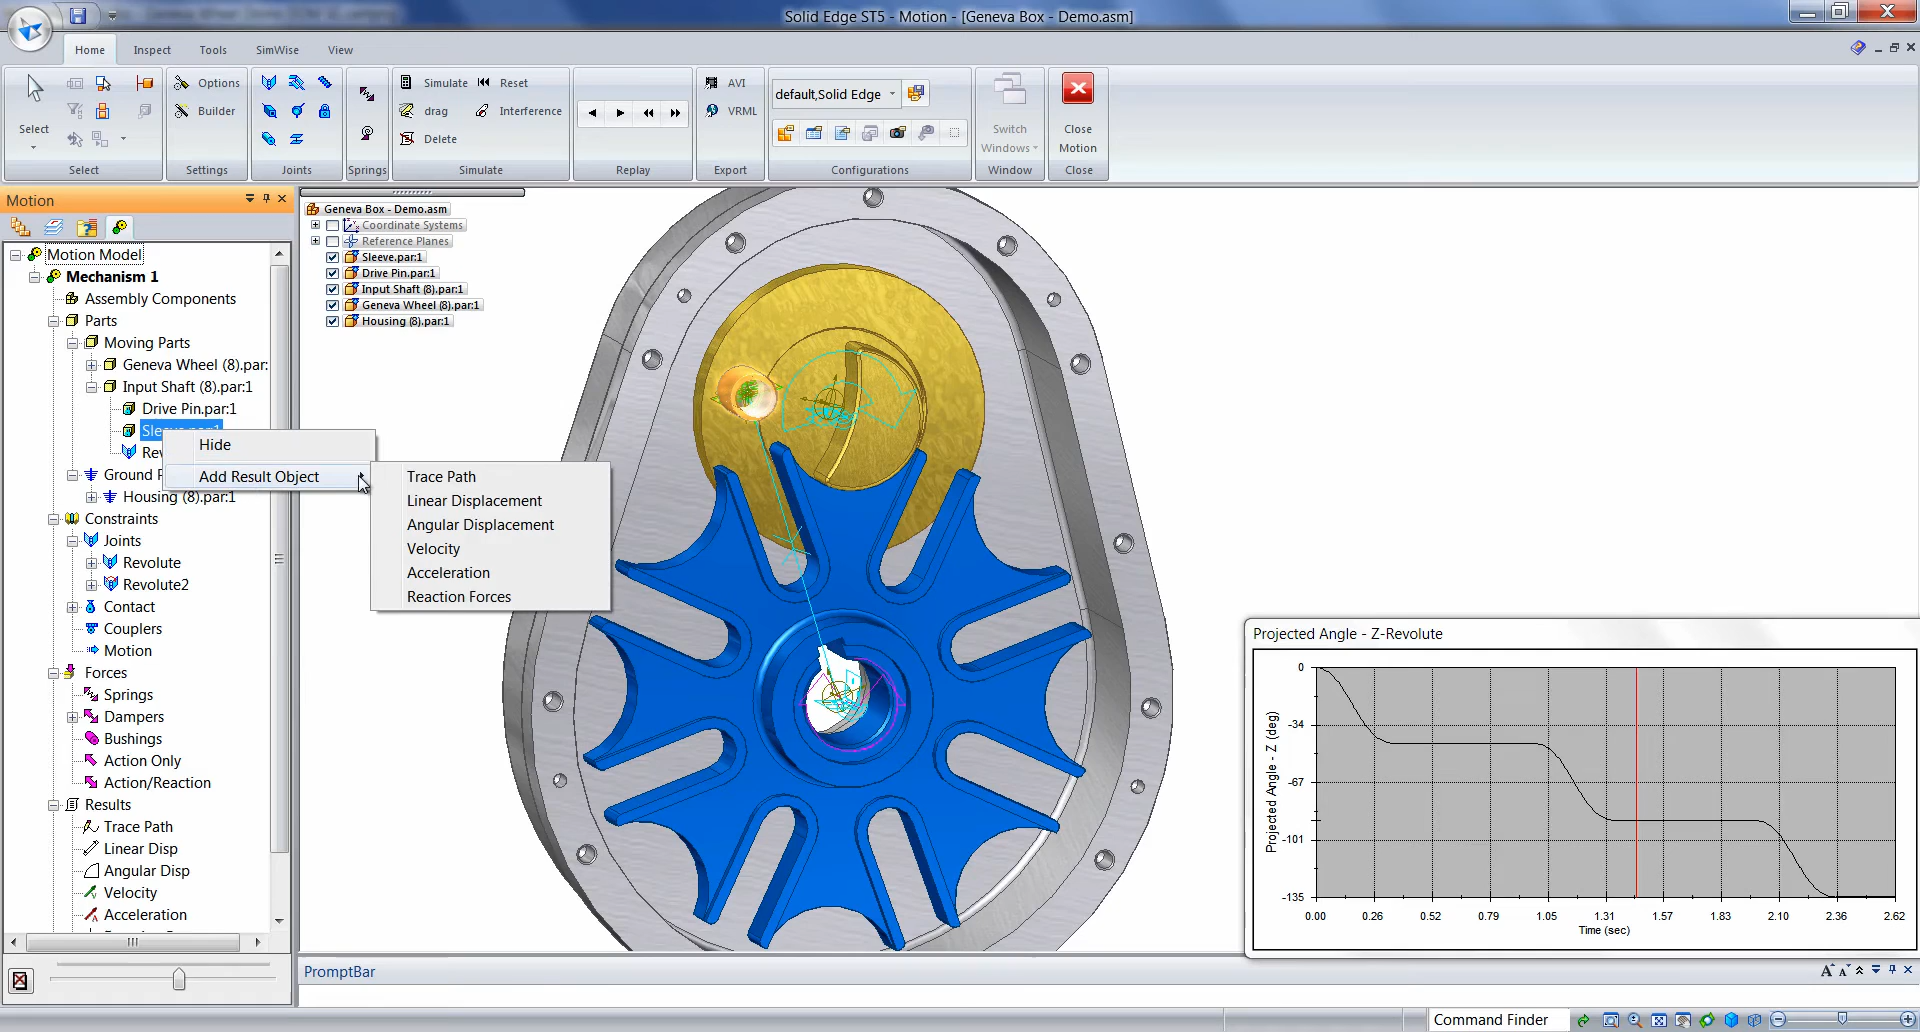 Solid Edge ST5 - Motion - [Geneva Box - Demo.asm]
Home Inspect Tools SimWise View
Select
Select
Options
Builder
Settings
Joints
Springs
Simulate Reset
drag Interference
Delete
Simulate
Replay
AVI
VRML
Export
default,Solid Edge
Configurations
Switch
Windows
Window
Close
Motion
Close
Motion
Motion Model
Mechanism 1
Assembly Components
Parts
Moving Parts
Geneva Wheel (8).par:
Input Shaft (8).par:1
Drive Pin.par:1
Ground
Housing (8).par:1
Constraints
Joints
Revolute
Revolute2
Contact
Couplers
Motion
Forces
Springs
Dampers
Bushings
Action Only
Action/Reaction
Results
Trace Path
Linear Disp
Angular Disp
Velocity
Acceleration
Hide
Add Result Object
Trace Path
Linear Displacement
Angular Displacement
Velocity
Acceleration
Reaction Forces
Geneva Box - Demo.asm
Coordinate Systems
Reference Planes
Sleeve.par:1
Drive Pin.par:1
Input Shaft (8).par:1
Geneva Wheel (8).par:1
Housing (8).par:1
Projected Angle - Z-Revolute
Projected Angle - Z (deg)
0
-34
-67
-101
-135
0.00 0.26 0.52 0.79 1.05 1.31 1.57 1.83 2.10 2.36 2.62
Time (sec)
PromptBar
Command Finder